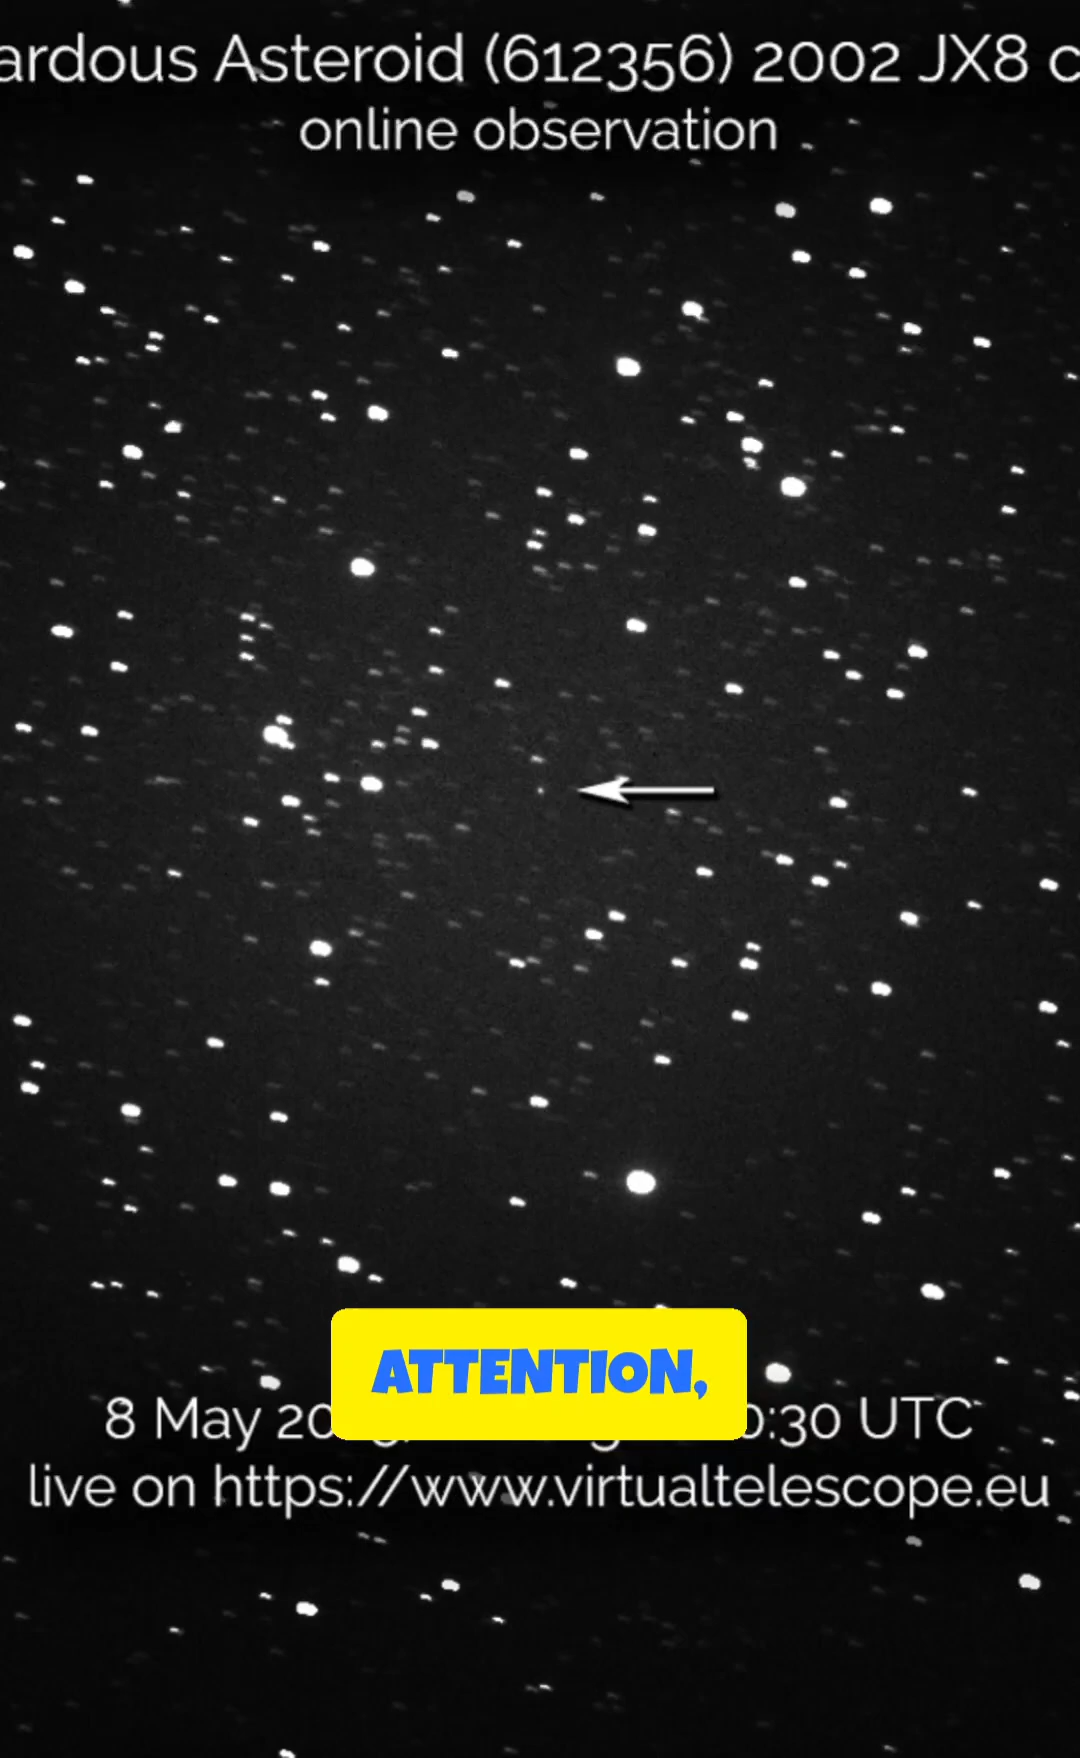 ardous Asteroid (612356) 2002 JX8 c
online observation
ATTENTION,
8 May 20 0:30 UTC
live on https://www.virtualtelescope.eu